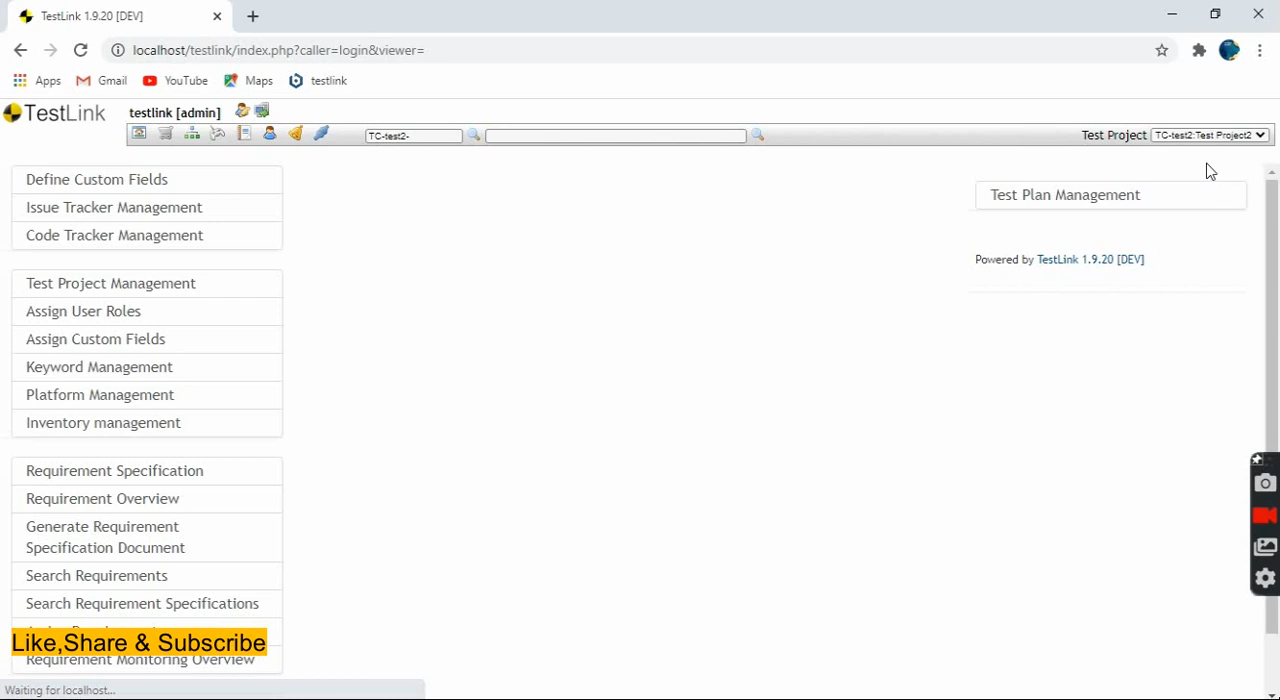 TestLink 1.9.20 [DEV]
localhost/testlink/index.php?caller=login&viewer=
Apps Gmail YouTube Maps testlink
TestLink testlink [admin]
TC-test2- Test Project TC-test2:Test Project2
Define Custom Fields
Issue Tracker Management
Code Tracker Management
Test Project Management
Assign User Roles
Assign Custom Fields
Keyword Management
Platform Management
Inventory management
Requirement Specification
Requirement Overview
Generate Requirement
Specification Document
Search Requirements
Search Requirement Specifications
Like,Share & Subscribe
Requirement Monitoring Overview
Test Plan Management
Powered by TestLink 1.9.20 [DEV]
Waiting for localhost...